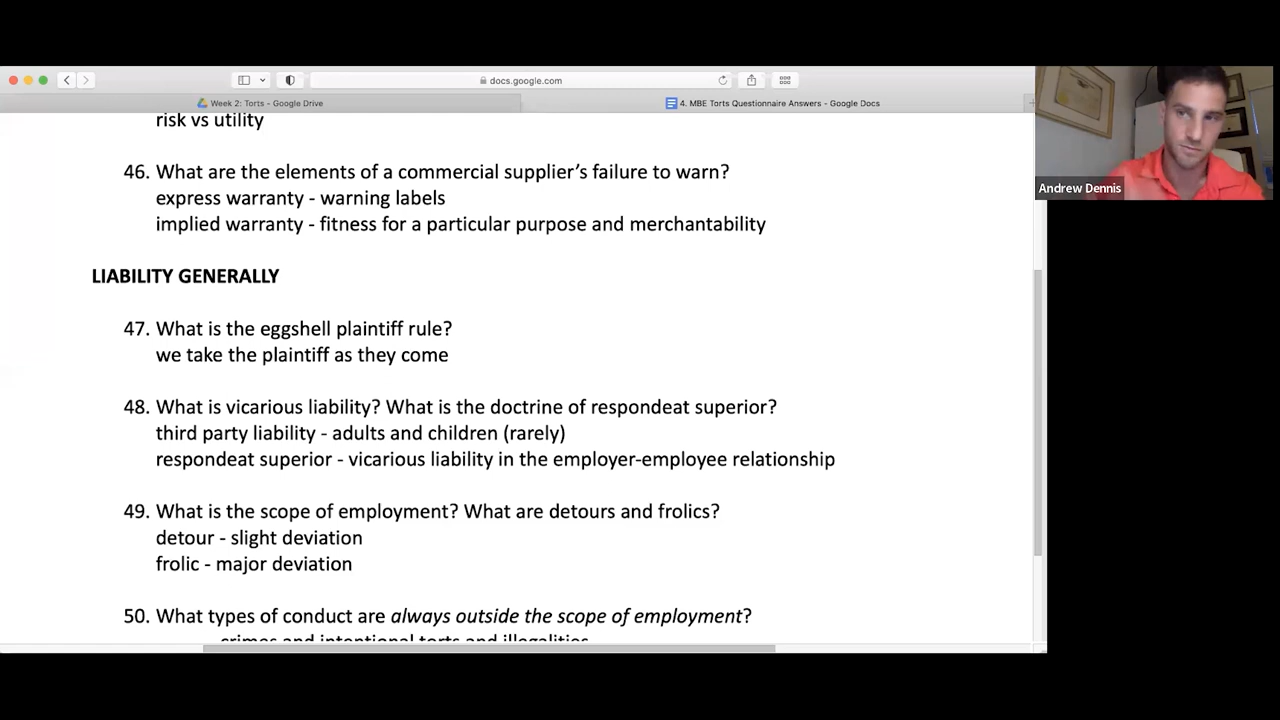 docs.google.com
Week 2: Torts - Google Drive
4. MBE Torts Questionnaire Answers - Google Docs
Andrew Dennis
risk vs utility
46. What are the elements of a commercial supplier’s failure to warn?
express warranty - warning labels
implied warranty - fitness for a particular purpose and merchantability
LIABILITY GENERALLY
47. What is the eggshell plaintiff rule?
we take the plaintiff as they come
48. What is vicarious liability? What is the doctrine of respondeat superior?
third party liability - adults and children (rarely)
respondeat superior - vicarious liability in the employer-employee relationship
49. What is the scope of employment? What are detours and frolics?
detour - slight deviation
frolic - major deviation
50. What types of conduct are always outside the scope of employment?
crimes and intentional torts and illegalities